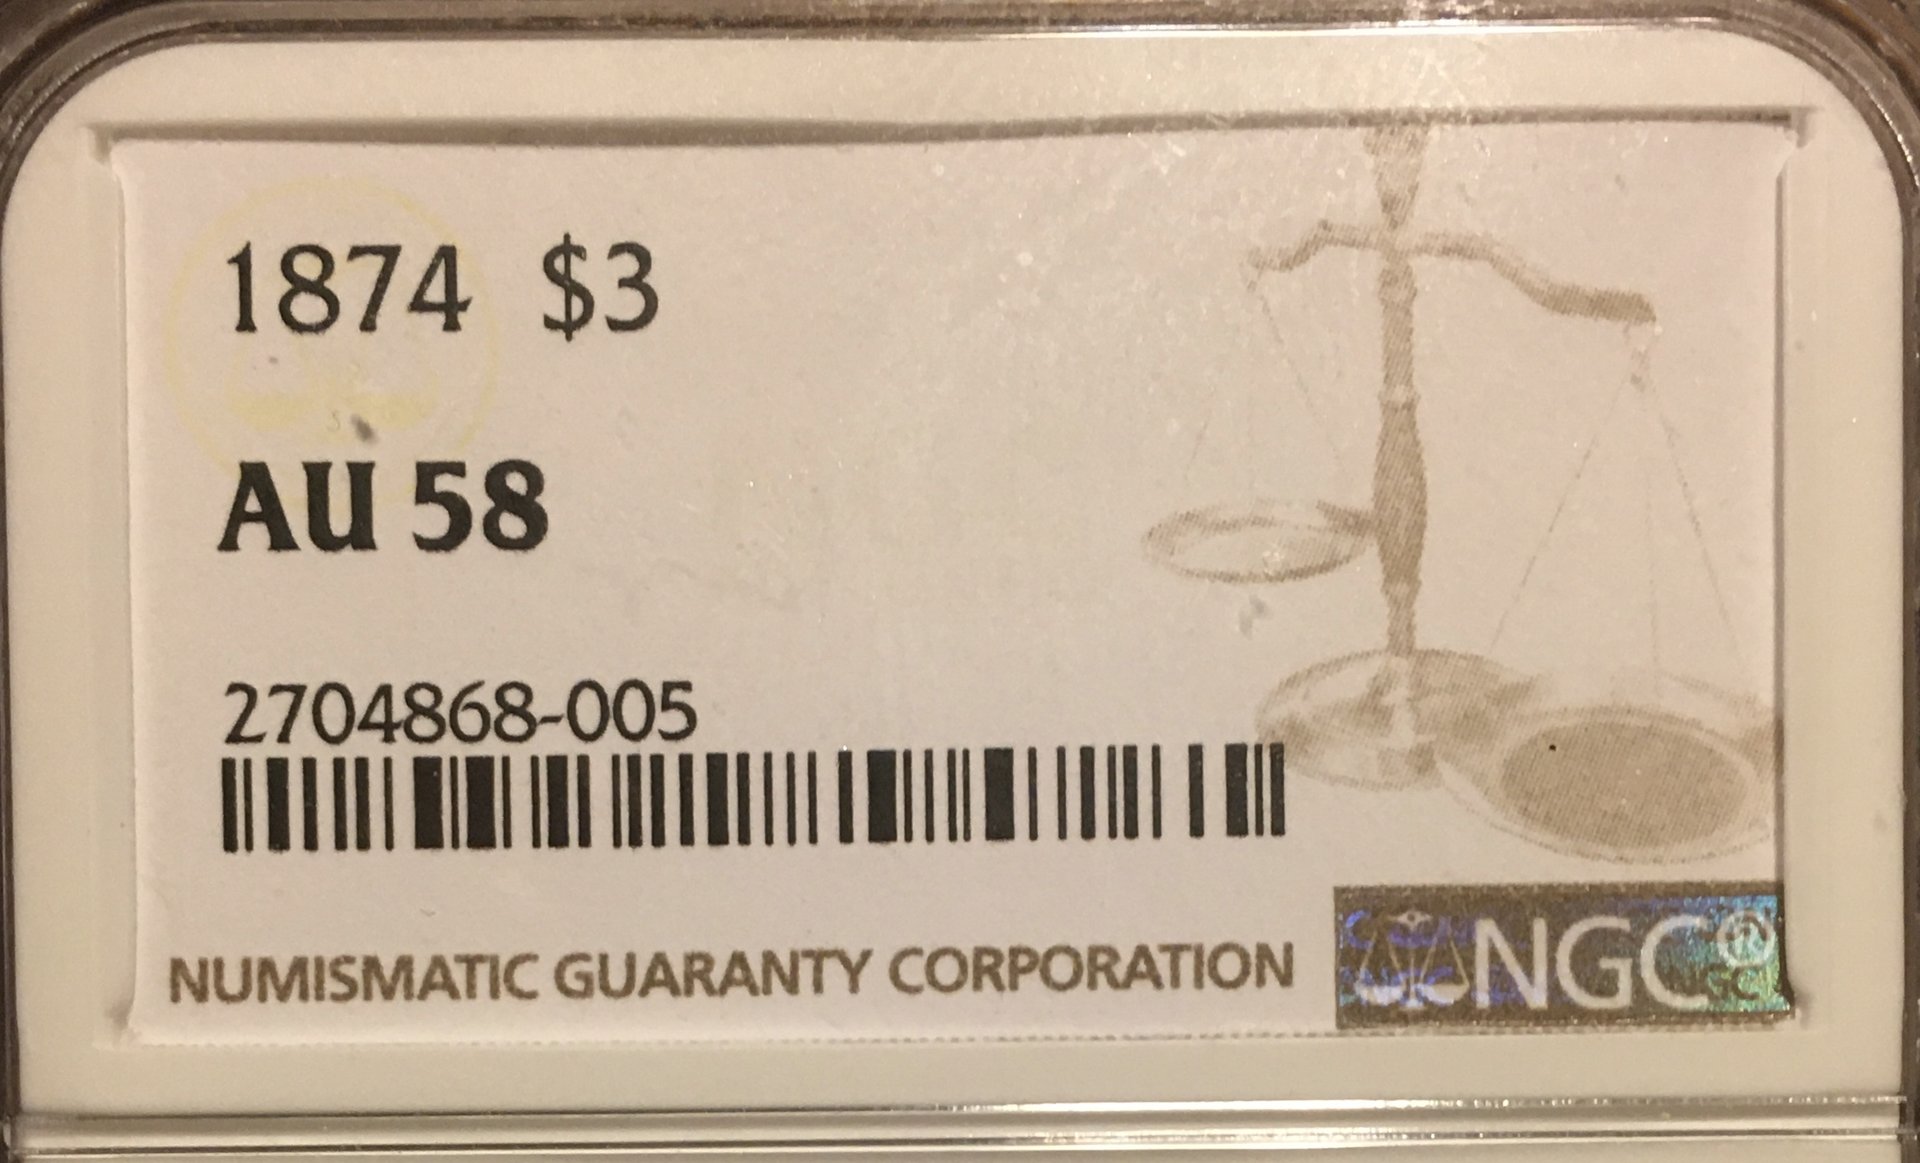 1874 $3
AU 58
2704868-005
NUMISMATIC GUARANTY CORPORATION
NGC®